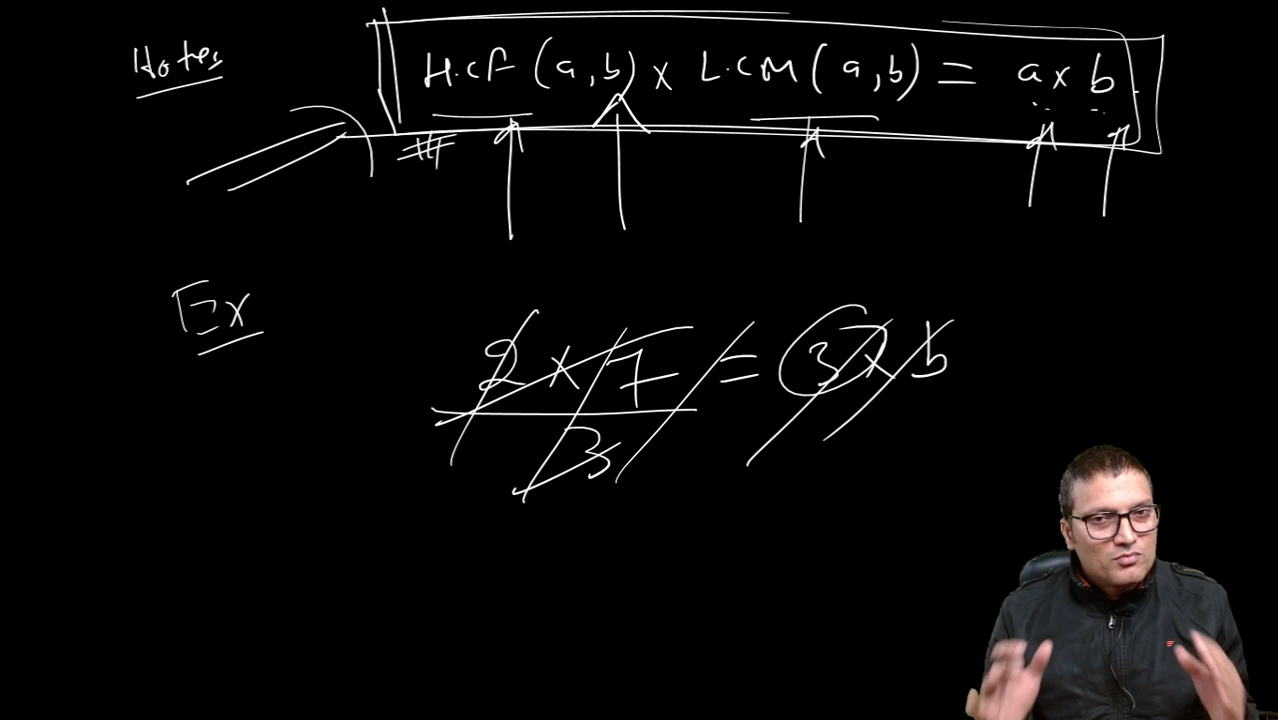 Notes
H.C.F (a,b) x L.C.M (a,b) = a x b
Ex
2 x 7 = 3 x b
3